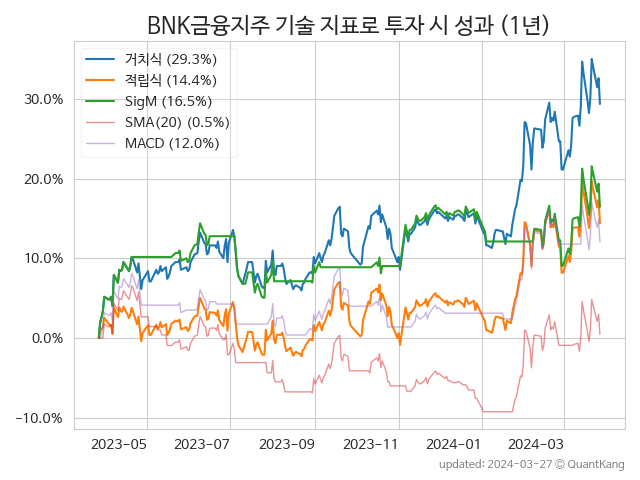 BNK금융지주 기술 지표로 투자 시 성과 (1년)
거치식 (29.3%)
적립식 (14.4%)
SigM (16.5%)
SMA(20) (0.5%)
MACD (12.0%)
30.0%
20.0%
10.0%
0.0%
−10.0%
2023-05 2023-07 2023-09 2023-11 2024-01 2024-03
updated: 2024-03-27 © QuantKang